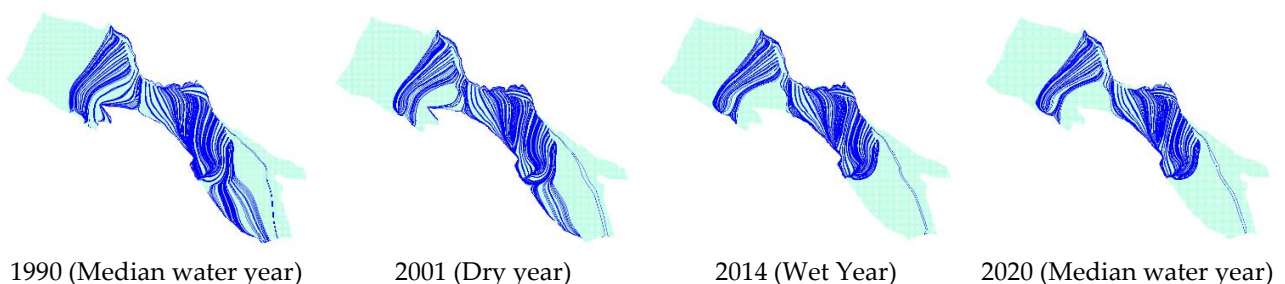 1990 (Median water year)
2001 (Dry year)
2014 (Wet Year)
2020 (Median water year)